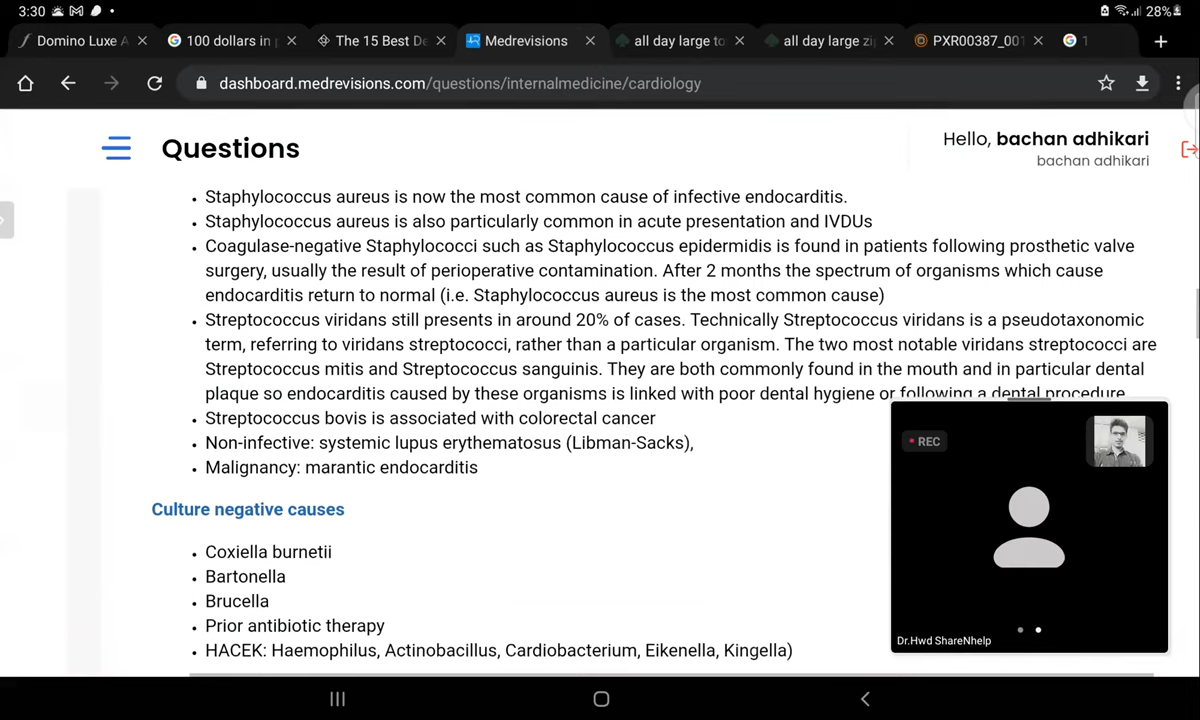 3:30
28%
Domino Luxe A
100 dollars in
The 15 Best De
Medrevisions
all day large to
all day large zi
PXR00387_001
dashboard.medrevisions.com/questions/internalmedicine/cardiology
Questions
Hello, bachan adhikari
bachan adhikari
• Staphylococcus aureus is now the most common cause of infective endocarditis.
• Staphylococcus aureus is also particularly common in acute presentation and IVDUs
• Coagulase-negative Staphylococci such as Staphylococcus epidermidis is found in patients following prosthetic valve
surgery, usually the result of perioperative contamination. After 2 months the spectrum of organisms which cause
endocarditis return to normal (i.e. Staphylococcus aureus is the most common cause)
• Streptococcus viridans still presents in around 20% of cases. Technically Streptococcus viridans is a pseudotaxonomic
term, referring to viridans streptococci, rather than a particular organism. The two most notable viridans streptococci are
Streptococcus mitis and Streptococcus sanguinis. They are both commonly found in the mouth and in particular dental
plaque so endocarditis caused by these organisms is linked with poor dental hygiene or following a dental procedure
• Streptococcus bovis is associated with colorectal cancer
• Non-infective: systemic lupus erythematosus (Libman-Sacks),
• Malignancy: marantic endocarditis
REC
Culture negative causes
• Coxiella burnetii
• Bartonella
• Brucella
• Prior antibiotic therapy
• HACEK: Haemophilus, Actinobacillus, Cardiobacterium, Eikenella, Kingella)
Dr.Hwd ShareNhelp